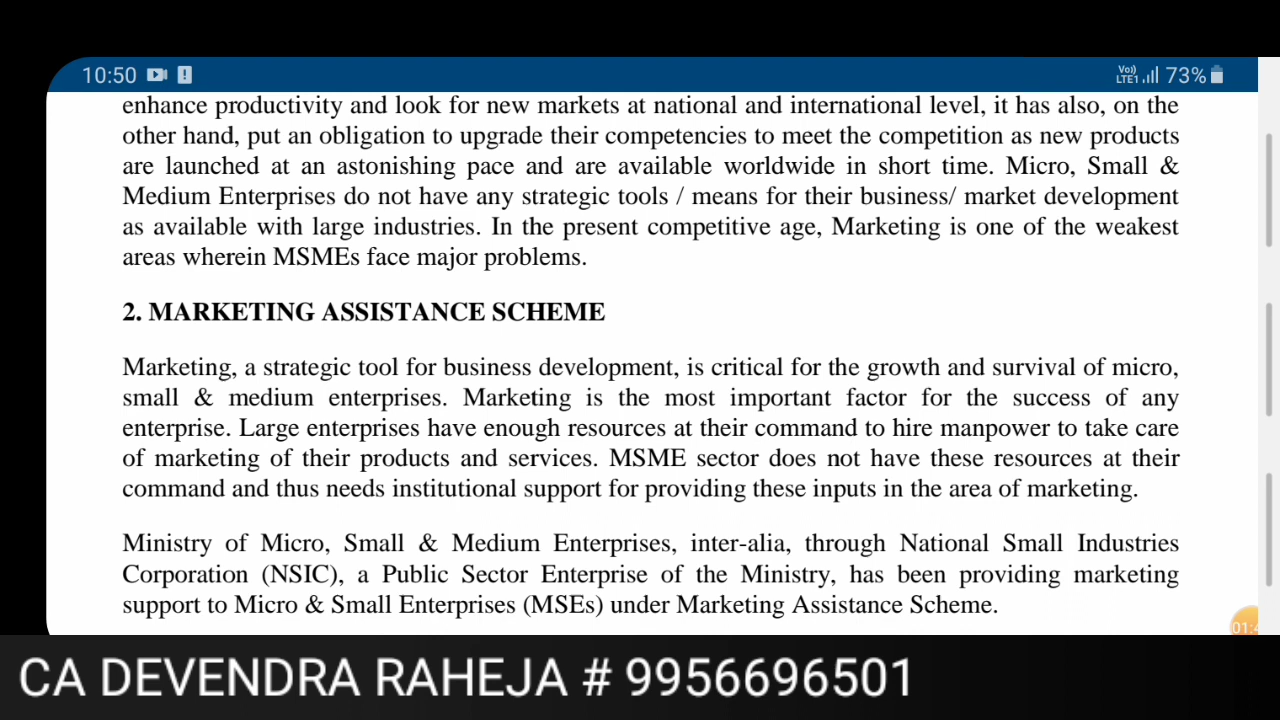 10:50
Vo)) LTE1 73%
enhance productivity and look for new markets at national and international level, it has also, on the
other hand, put an obligation to upgrade their competencies to meet the competition as new products
are launched at an astonishing pace and are available worldwide in short time. Micro, Small &
Medium Enterprises do not have any strategic tools / means for their business/ market development
as available with large industries. In the present competitive age, Marketing is one of the weakest
areas wherein MSMEs face major problems.
2. MARKETING ASSISTANCE SCHEME
Marketing, a strategic tool for business development, is critical for the growth and survival of micro,
small & medium enterprises. Marketing is the most important factor for the success of any
enterprise. Large enterprises have enough resources at their command to hire manpower to take care
of marketing of their products and services. MSME sector does not have these resources at their
command and thus needs institutional support for providing these inputs in the area of marketing.
Ministry of Micro, Small & Medium Enterprises, inter-alia, through National Small Industries
Corporation (NSIC), a Public Sector Enterprise of the Ministry, has been providing marketing
support to Micro & Small Enterprises (MSEs) under Marketing Assistance Scheme.
CA DEVENDRA RAHEJA # 9956696501